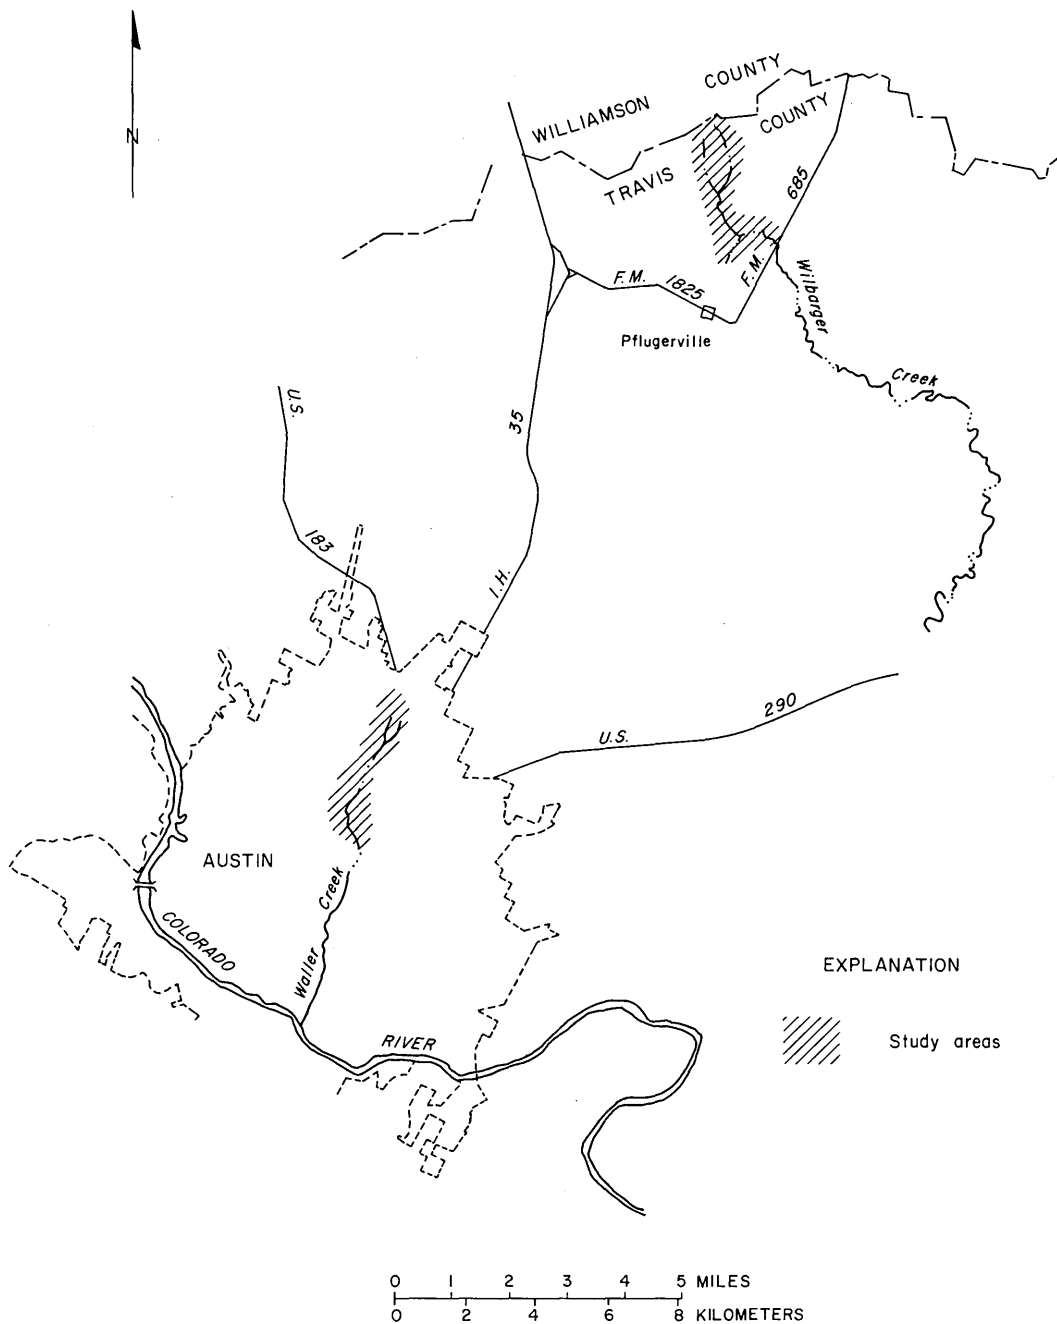 N
WILLIAMSON COUNTY
TRAVIS COUNTY
685
F.M.
F.M. 1825
Pflugerville
Wilbarger
Creek
U.S.
183
35
I.H.
U.S. 290
AUSTIN
COLORADO
RIVER
Waller Creek
EXPLANATION
Study areas
0 1 2 3 4 5 MILES
0 2 4 6 8 KILOMETERS